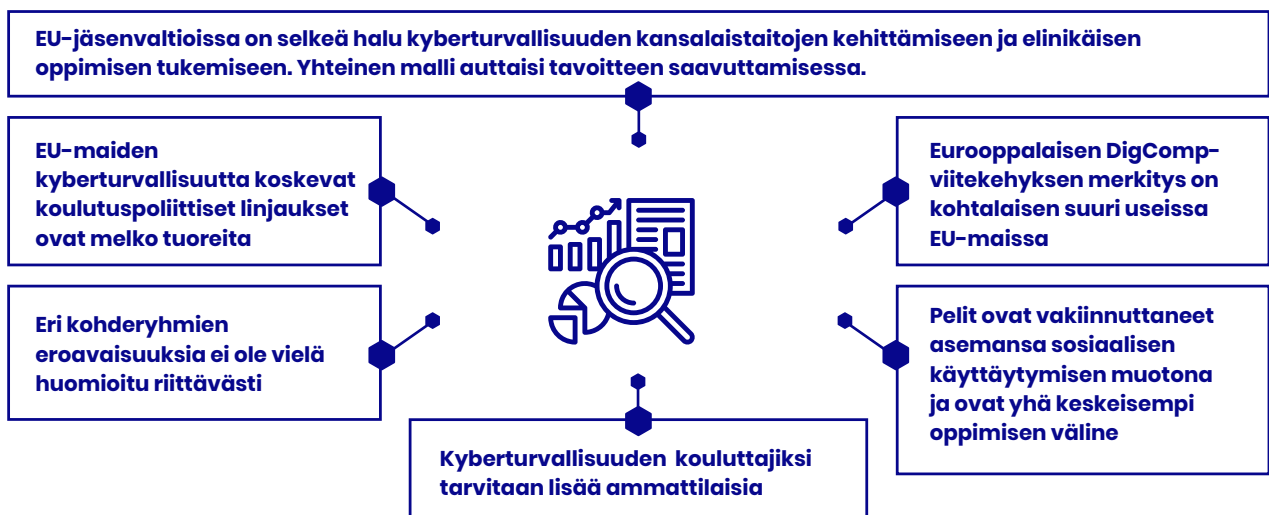 EU-jäsenvaltioissa on selkeä halu kyberturvallisuuden kansalaistaitojen kehittämiseen ja elinikäisen
oppimisen tukemiseen. Yhteinen malli auttaisi tavoitteen saavuttamisessa.
EU-maiden
kyberturvallisuutta koskevat
koulutuspoliittiset linjaukset
ovat melko tuoreita
Eurooppalaisen DigComp-
viitekehyksen merkitys on
kohtalaisen suuri useissa
EU-maissa
Eri kohderyhmien
eroavaisuuksia ei ole vielä
huomioitu riittävästi
Pelit ovat vakiinnuttaneet
asemansa sosiaalisen
käyttäytymisen muotona
ja ovat yhä keskeisempi
oppimisen väline
Kyberturvallisuuden kouluttajiksi
tarvitaan lisää ammattilaisia